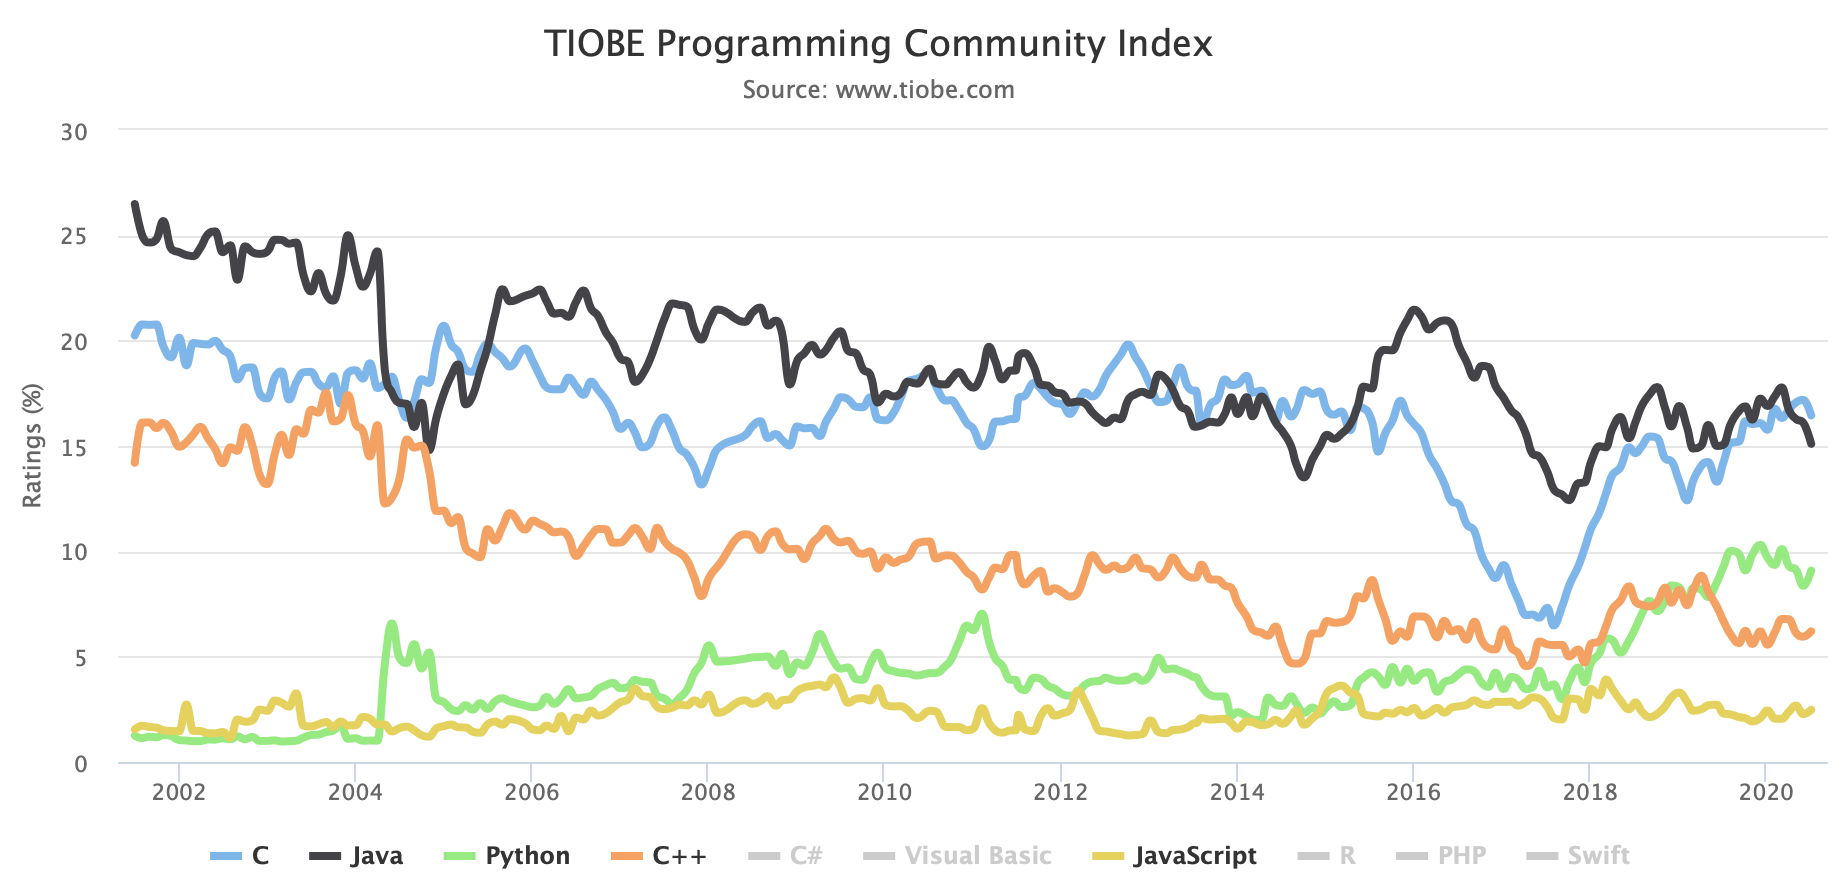 TIOBE Programming Community Index
Source: www.tiobe.com
Ratings (%)
30
25
20
15
10
5
0
2002 2004 2006 2008 2010 2012 2014 2016 2018 2020
C Java Python C++ C# Visual Basic JavaScript R PHP Swift